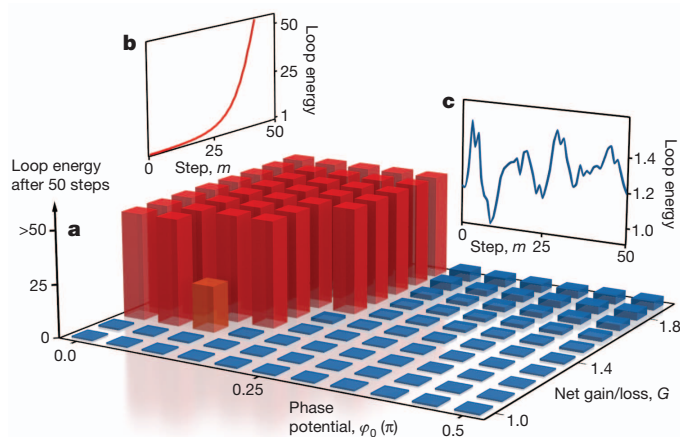 b
50
25
1
Loop energy
0
25
50
Step, m
c
1.4
1.2
1.0
Loop energy
0
25
50
Step, m
Loop energy
after 50 steps
a
>50
25
0
0.0
0.25
0.5
Phase
potential, φ0 (π)
1.0
1.4
1.8
Net gain/loss, G